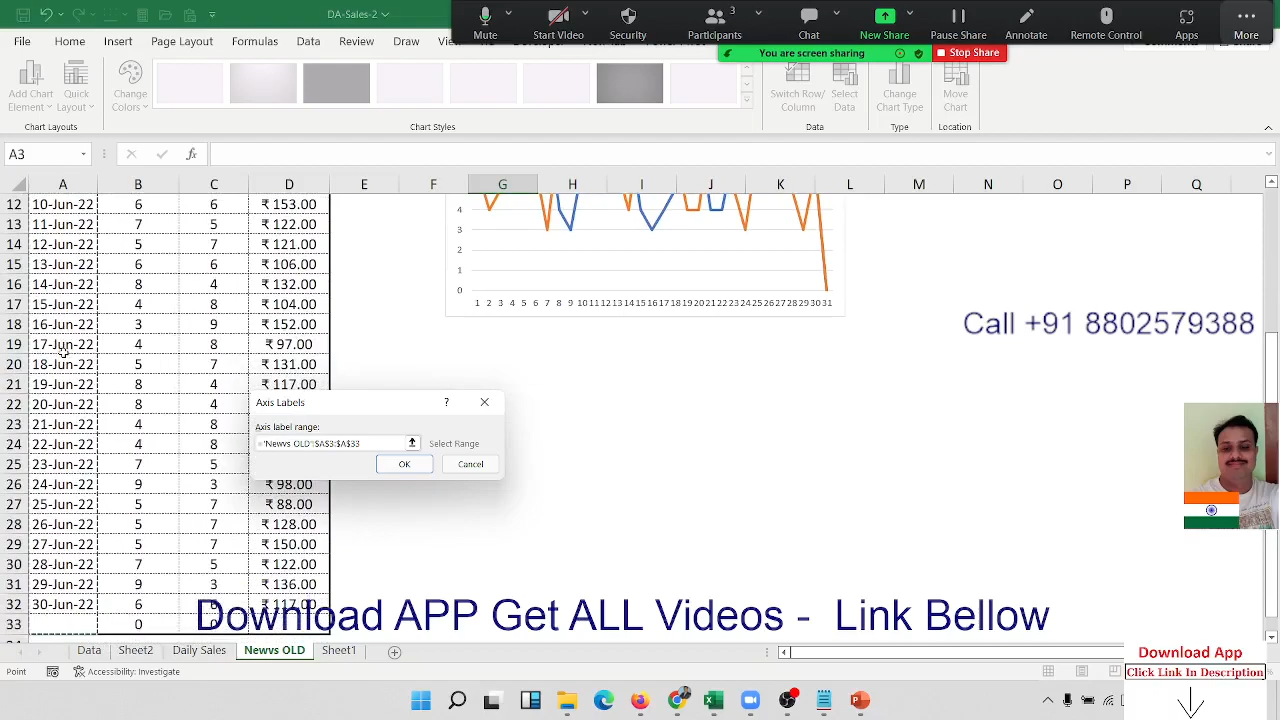 DA-Sales-2
3
Mute
Start Video
Security
Participants
Chat
New Share
Pause Share
Annotate
Remote Control
Apps
More
You are screen sharing
Stop Share
File
Home
Insert
Formulas
Data
Review
Draw
View
Comments
Add Chart Element
Quick Layout
Change Colors
Switch Row/ Column
Select Data
Change Chart Type
Move Chart
Chart Layouts
Chart Styles
Data
Type
Location
A3
fx
A B C D E F G H I J K L M N O P Q
12 10-Jun-22 6 6 ₹ 153.00
13 11-Jun-22 7 5 ₹ 122.00
14 12-Jun-22 5 7 ₹ 121.00
15 13-Jun-22 6 6 ₹ 106.00
16 14-Jun-22 4 8 ₹ 132.00
17 15-Jun-22 4 8 ₹ 104.00
18 16-Jun-22 3 9 ₹ 152.00
19 17-Jun-22 4 8 ₹ 97.00
20 18-Jun-22 5 7 ₹ 131.00
21 19-Jun-22 8 4 ₹ 117.00
22 20-Jun-22 8 4
23 21-Jun-22 4 8
24 22-Jun-22 4 8
25 23-Jun-22 7 5
26 24-Jun-22 9 3 ₹ 98.00
27 25-Jun-22 5 7 ₹ 88.00
28 26-Jun-22 5 7 ₹ 128.00
29 27-Jun-22 5 7 ₹ 150.00
30 28-Jun-22 7 5 ₹ 122.00
31 29-Jun-22 9 3 ₹ 136.00
32 30-Jun-22 6 6 ₹ 117.00
33 0
4
3
2
1
0
1 2 3 4 5 6 7 8 9 10 11 12 13 14 15 16 17 18 19 20 21 22 23 24 25 26 27 28 29 30 31
Call +91 8802579388
Axis Labels
?
Axis label range:
='Newvs OLD'!$A$3:$A$33
Select Range
OK
Cancel
Download APP Get ALL Videos - Link Bellow
Data
Sheet2
Daily Sales
Newvs OLD
Sheet1
Point
Accessibility: Investigate
Download App
Click Link In Description